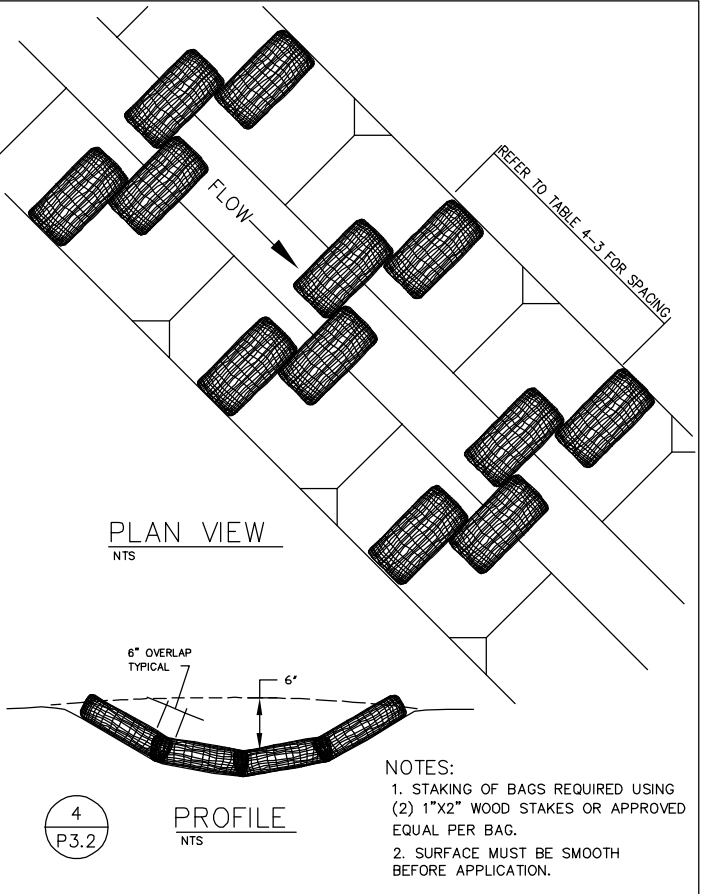 FLOW
REFER TO TABLE 4-3 FOR SPACING
PLAN VIEW
NTS
6" OVERLAP
TYPICAL
6"
4
P3.2
PROFILE
NTS
NOTES:
1. STAKING OF BAGS REQUIRED USING
(2) 1"X2" WOOD STAKES OR APPROVED
EQUAL PER BAG.
2. SURFACE MUST BE SMOOTH
BEFORE APPLICATION.